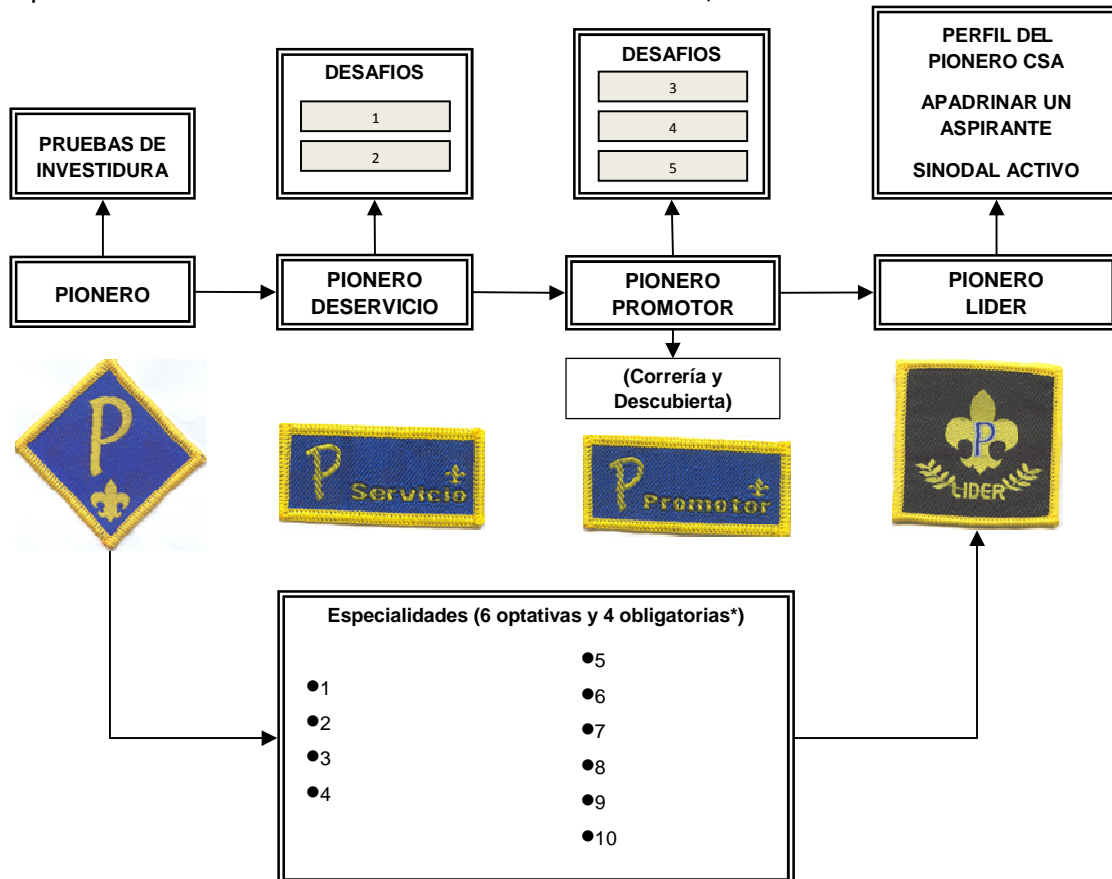 DESAFIOS
1
2
DESAFIOS
3
4
5
PERFIL DEL
PIONERO CSA
APADRINAR UN
ASPIRANTE
SINODAL ACTIVO
PRUEBAS DE
INVESTIDURA
PIONERO
PIONERO
DESERVICIO
PIONERO
PROMOTOR
PIONERO
LIDER
(Correría y
Descubierta)
P
P Servicio
P Promotor
P
LIDER
Especialidades (6 optativas y 4 obligatorias*)
●1
●2
●3
●4
●5
●6
●7
●8
●9
●10